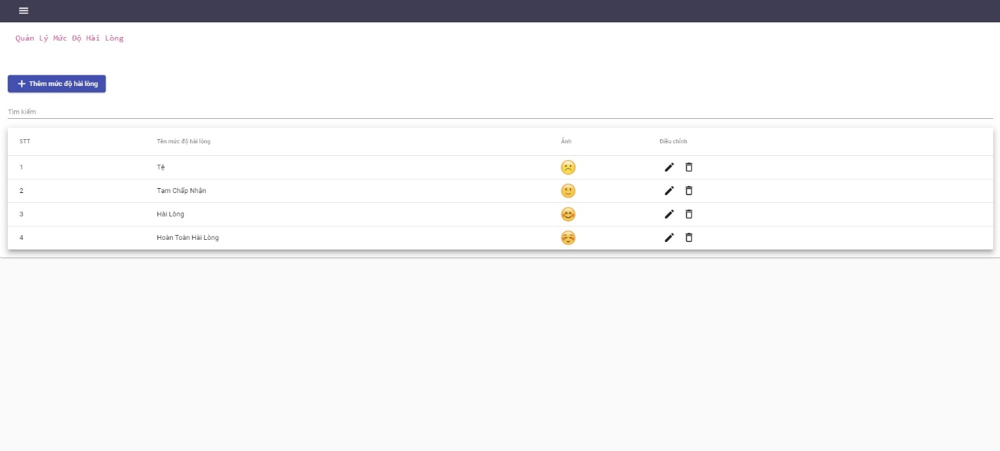 Quản Lý Mức Độ Hài Lòng
Thêm mức độ hài lòng
Tìm kiếm
STT Tên mức độ hài lòng Ảnh Điều chỉnh
1 Tệ
2 Tạm Chấp Nhận
3 Hài Lòng
4 Hoàn Toàn Hài Lòng